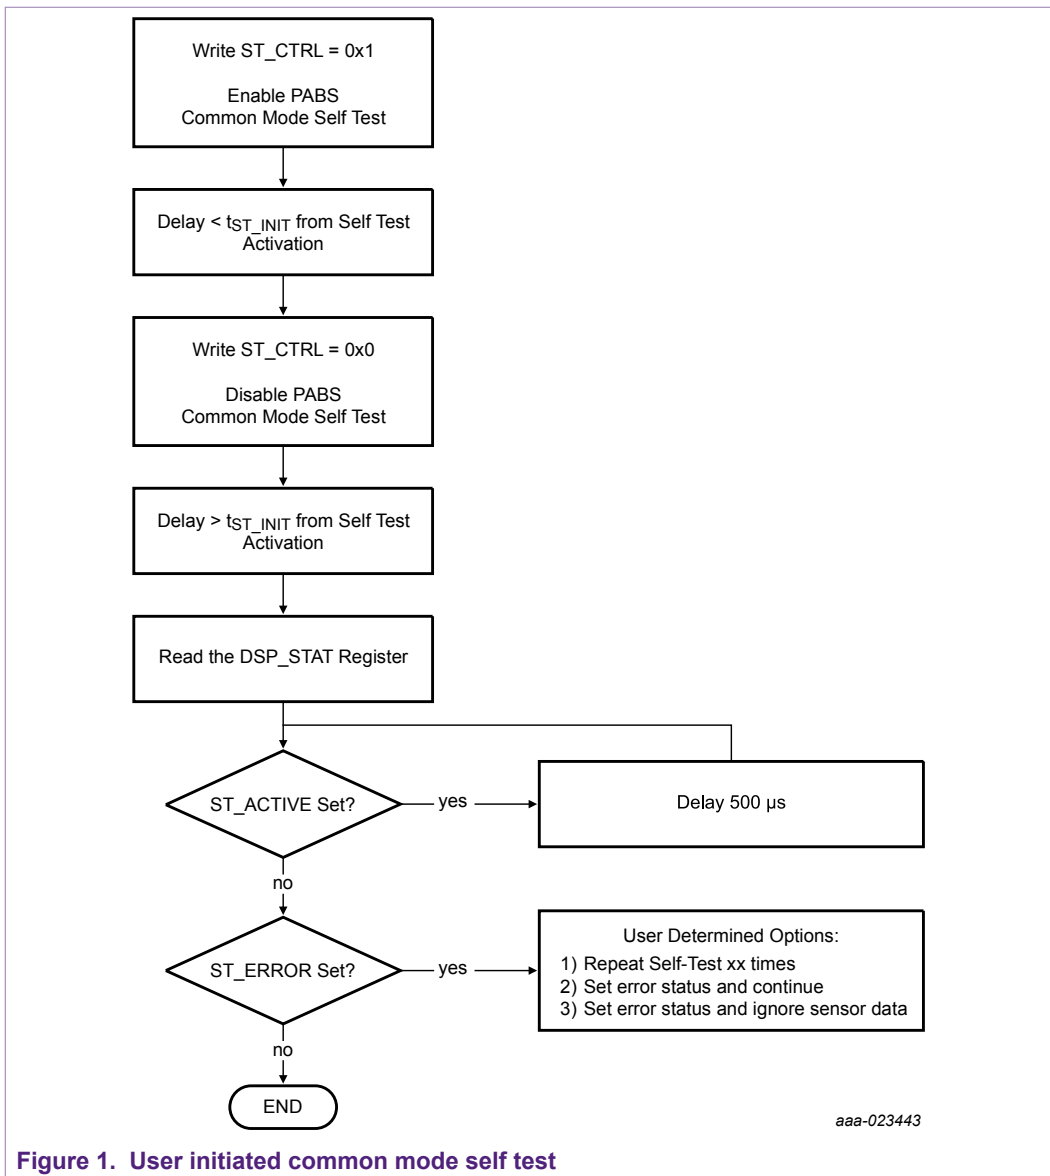 Write ST_CTRL = 0x1
Enable PABS
Common Mode Self Test
Delay < tST_INIT from Self Test
Activation
Write ST_CTRL = 0x0
Disable PABS
Common Mode Self Test
Delay > tST_INIT from Self Test
Activation
Read the DSP_STAT Register
ST_ACTIVE Set?
yes
Delay 500 µs
no
ST_ERROR Set?
yes
User Determined Options:
1) Repeat Self-Test xx times
2) Set error status and continue
3) Set error status and ignore sensor data
no
END
aaa-023443
Figure 1. User initiated common mode self test